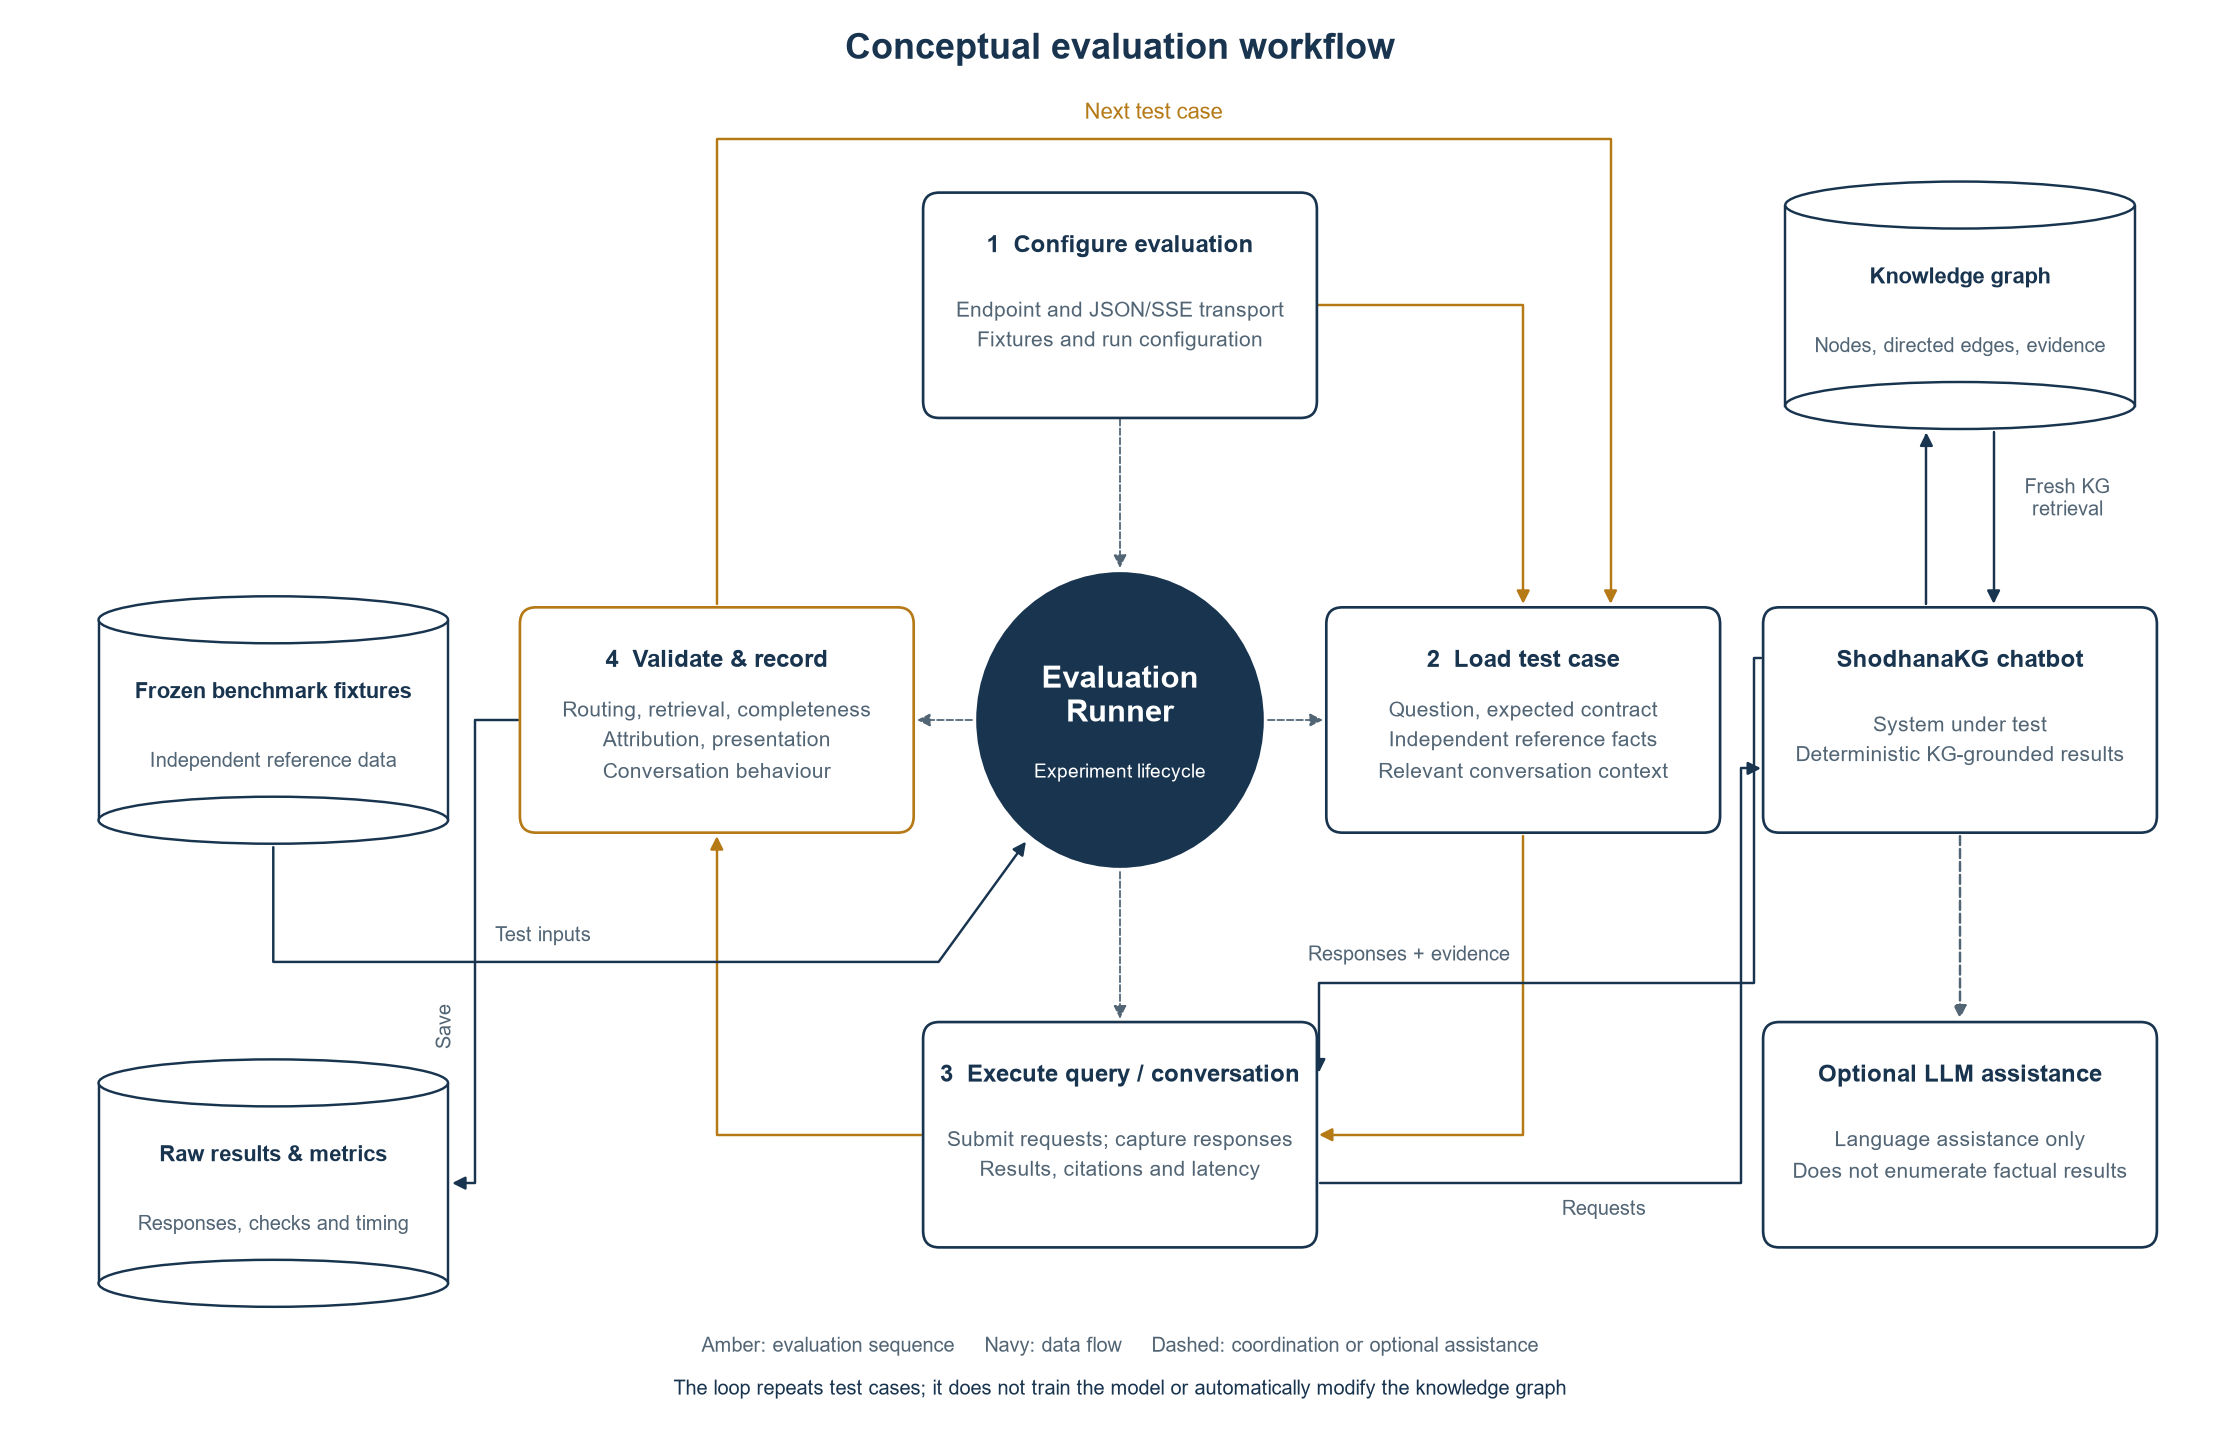 Conceptual evaluation workflow
Next test case
1 Configure evaluation
Endpoint and JSON/SSE transport
Fixtures and run configuration
Knowledge graph
Nodes, directed edges, evidence
Fresh KG
retrieval
Frozen benchmark fixtures
Independent reference data
4 Validate & record
Routing, retrieval, completeness
Attribution, presentation
Conversation behaviour
Evaluation
Runner
Experiment lifecycle
2 Load test case
Question, expected contract
Independent reference facts
Relevant conversation context
ShodhanaKG chatbot
System under test
Deterministic KG-grounded results
Test inputs
Responses + evidence
Save
Raw results & metrics
Responses, checks and timing
3 Execute query / conversation
Submit requests; capture responses
Results, citations and latency
Requests
Optional LLM assistance
Language assistance only
Does not enumerate factual results
Amber: evaluation sequence Navy: data flow Dashed: coordination or optional assistance
The loop repeats test cases; it does not train the model or automatically modify the knowledge graph